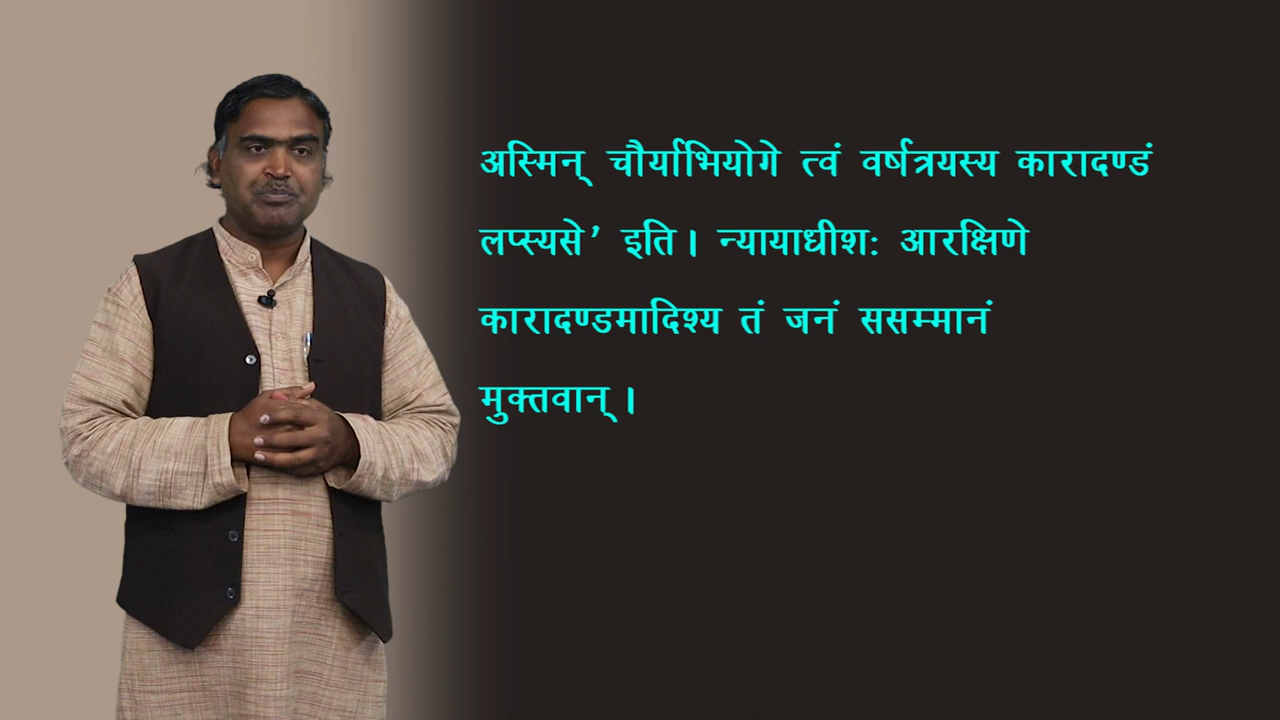 अस्मिन् चौर्याभियोगे त्वं वर्षत्रयस्य कारादण्डं
लप्स्यसे’ इति। न्यायाधीशः आरक्षिणे
कारादण्डमादिश्य तं जनं ससम्मानं
मुक्तवान्।